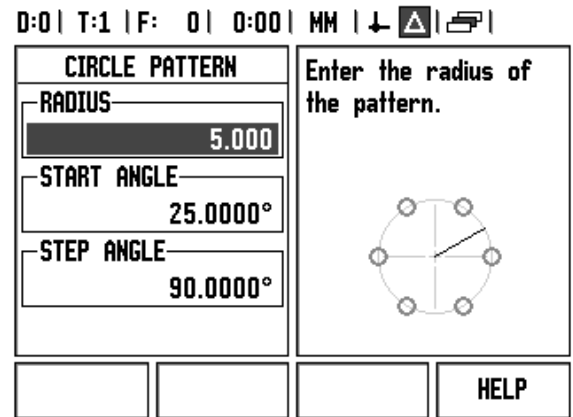 D:0| T:1 |F: 0| 0:00| MM
CIRCLE PATTERN
RADIUS
5.000
START ANGLE
25.0000°
STEP ANGLE
90.0000°
Enter the radius of
the pattern.
HELP